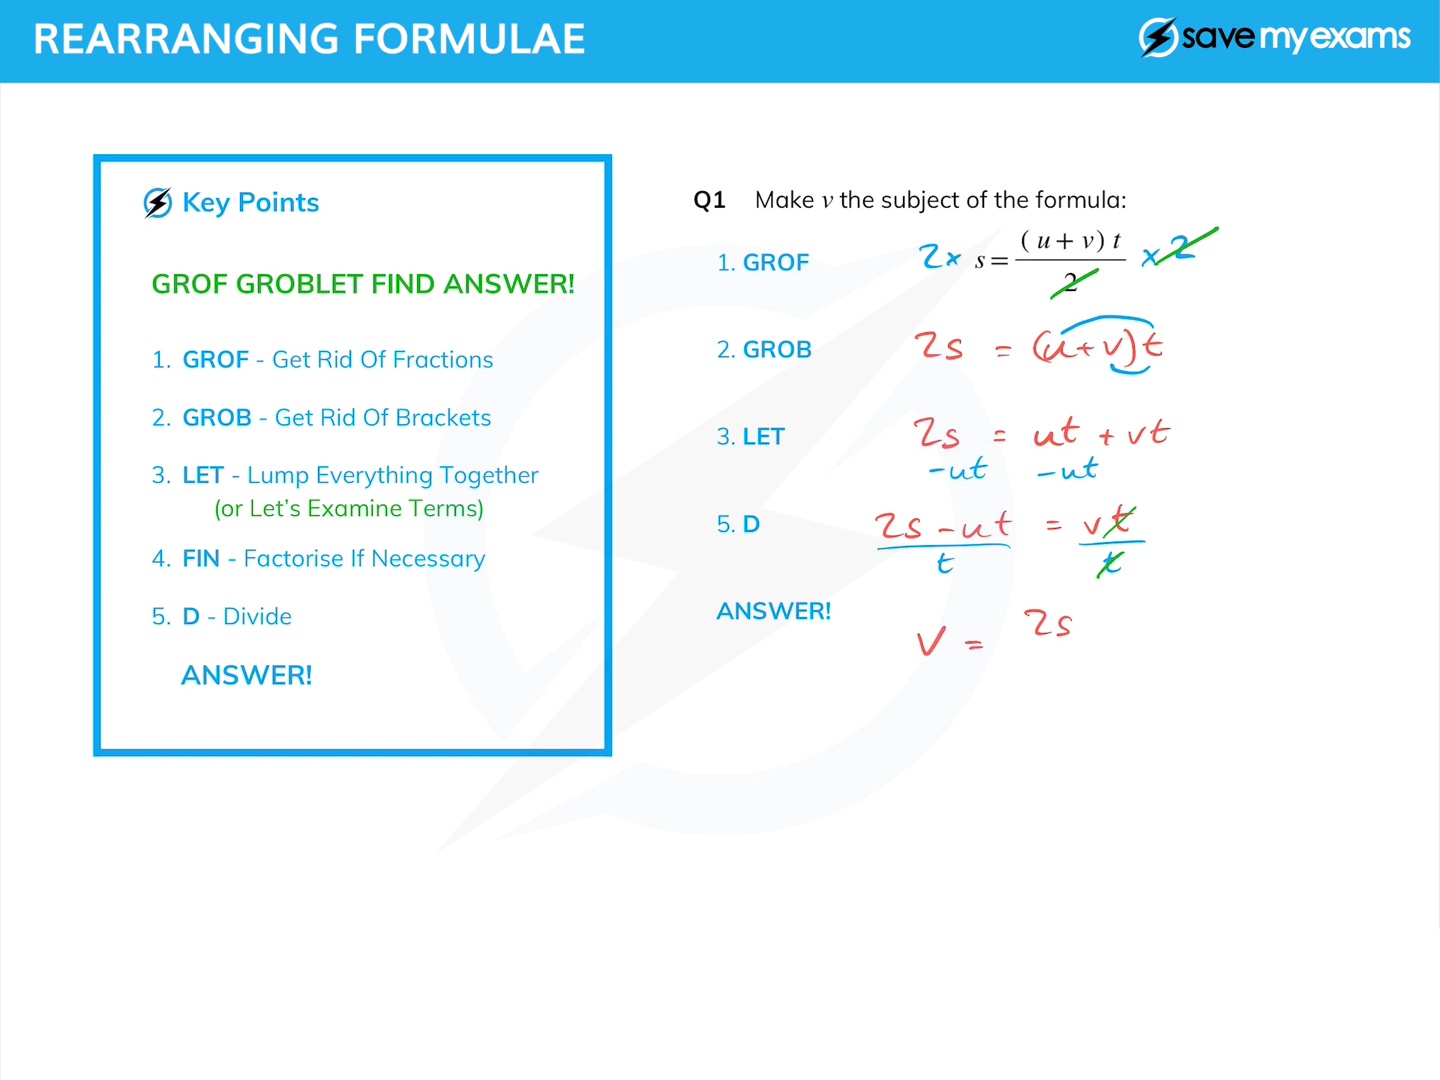 REARRANGING FORMULAE
save my exams
Key Points
GROF GROBLET FIND ANSWER!
1. GROF - Get Rid Of Fractions
2. GROB - Get Rid Of Brackets
3. LET - Lump Everything Together
(or Let's Examine Terms)
4. FIN - Factorise If Necessary
5. D - Divide
ANSWER!
Q1 Make v the subject of the formula:
1. GROF 2× s = (u + v) t / 2 ×2
2. GROB 2s = (u + v)t
3. LET 2s = ut + vt
-ut -ut
5. D 2s - ut / t = vt / t
ANSWER! v = 2s